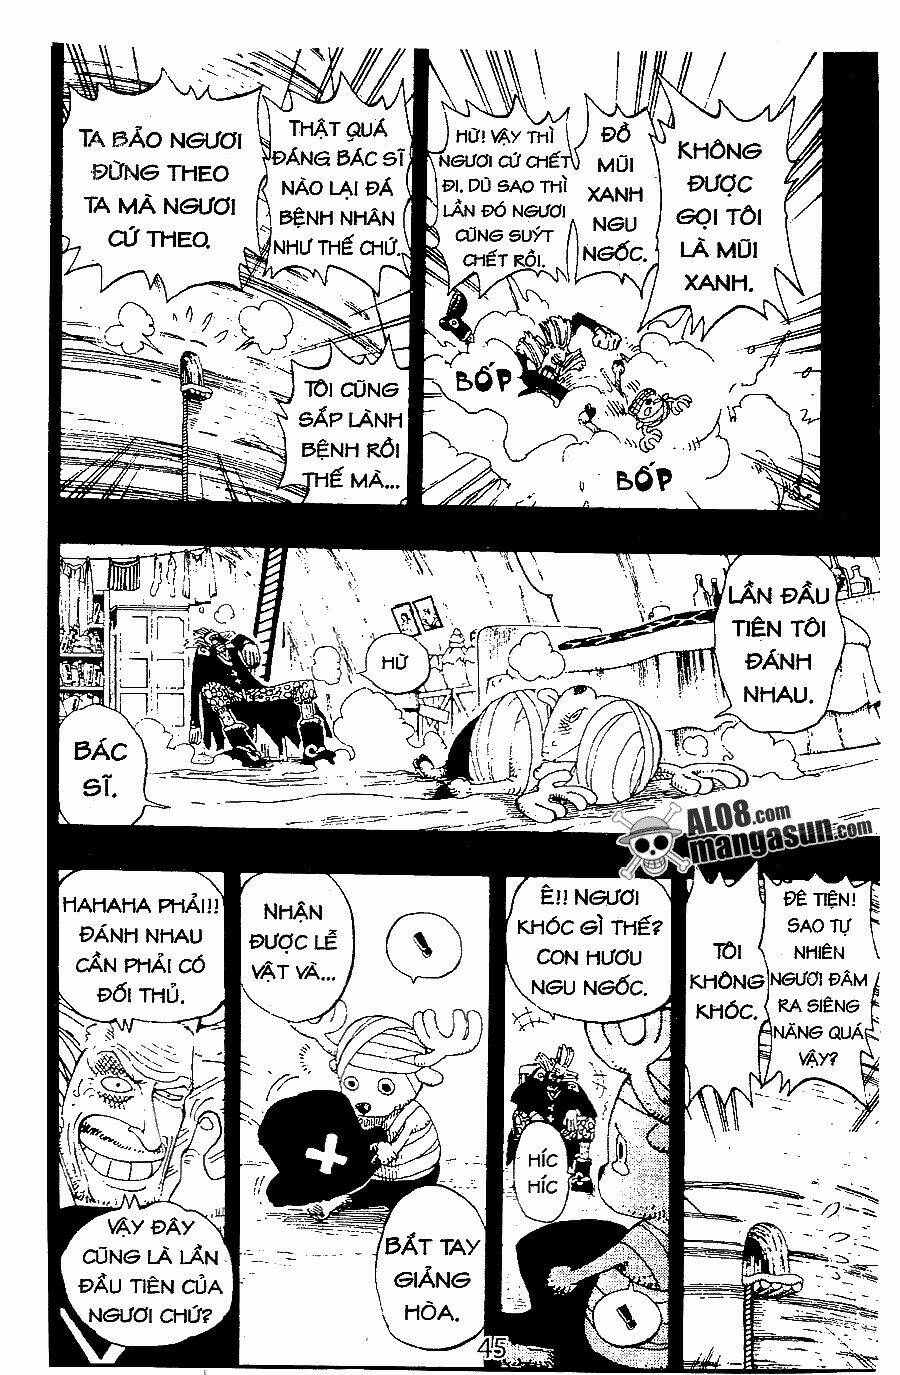 KHÔNG
ĐƯỢC
GỌI TÔI
LÀ MŨI
XANH.
ĐỒ
MŨI
XANH
NGU
NGỐC.
HỪ! VẬY THÌ
NGƯƠI CỨ CHẾT
ĐI. DÙ SAO THÌ
LẦN ĐÓ NGƯƠI
CŨNG SUÝT
CHẾT RỒI.
BỐP
BỐP
THẬT QUÁ
ĐÁNG BÁC SĨ
NÀO LẠI ĐÁ
BỆNH NHÂN
NHƯ THẾ CHỨ.
TA BẢO NGƯƠI
ĐỪNG THEO
TA MÀ NGƯƠI
CỨ THEO.
TÔI CŨNG
SẮP LÀNH
BỆNH RỒI
THẾ MÀ...
LẦN ĐẦU
TIÊN TÔI
ĐÁNH
NHAU.
HỪ
BÁC
SĨ.
AL08.com
mangasun.com
ĐÊ TIỆN!
SAO TỰ
NHIÊN
NGƯƠI ĐÂM
RA SIÊNG
NĂNG QUÁ
VẬY?
TÔI
KHÔNG
KHÓC.
Ê!! NGƯƠI
KHÓC GÌ THẾ?
CON HƯƠU
NGU NGỐC.
HÍC
HÍC
!
!
NHẬN
ĐƯỢC LỄ
VẬT VÀ...
BẮT TAY
GIẢNG
HÒA.
HAHAHA PHẢI!!
ĐÁNH NHAU
CẦN PHẢI CÓ
ĐỐI THỦ.
VẬY ĐÂY
CŨNG LÀ LẦN
ĐẦU TIÊN CỦA
NGƯƠI CHỨ?
45